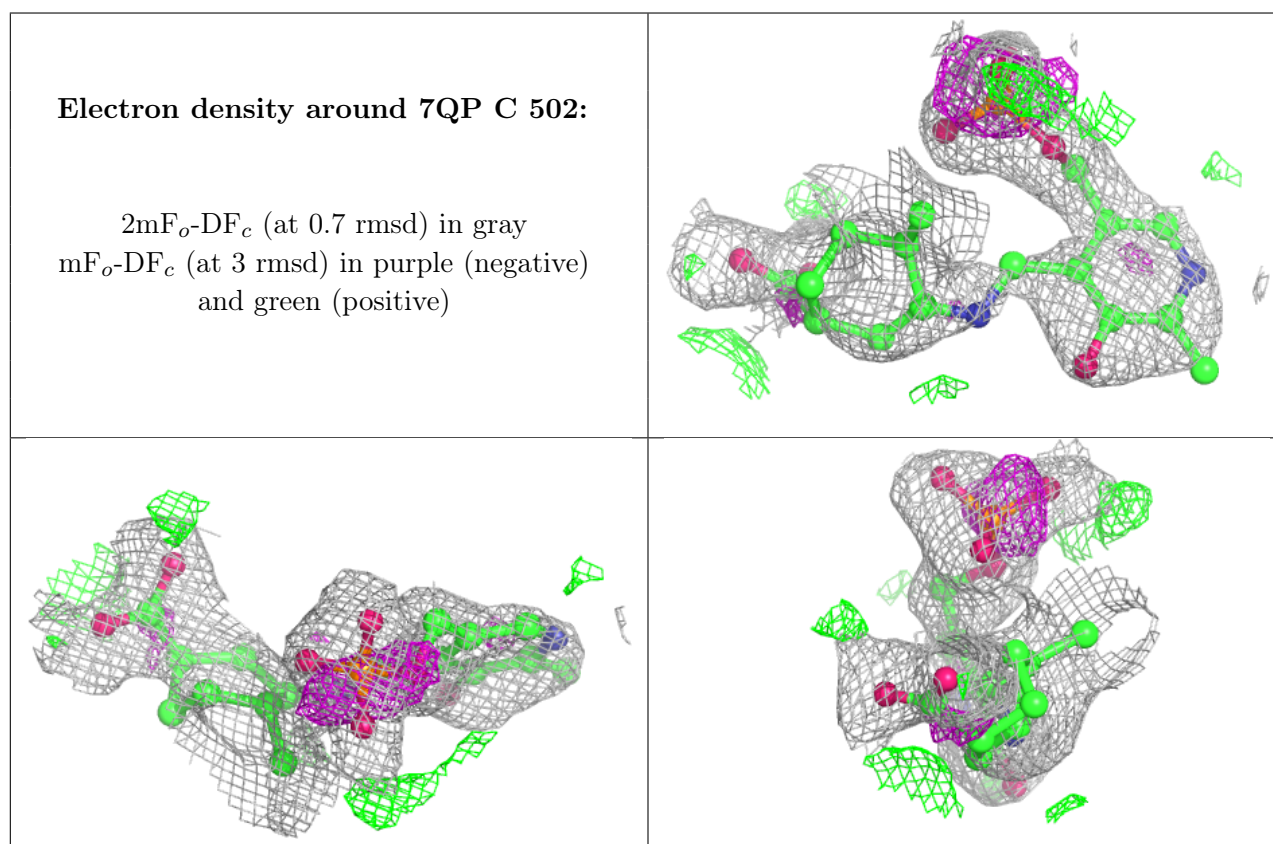 Electron density around 7QP C 502:
2mFo-DFc (at 0.7 rmsd) in gray
mFo-DFc (at 3 rmsd) in purple (negative)
and green (positive)